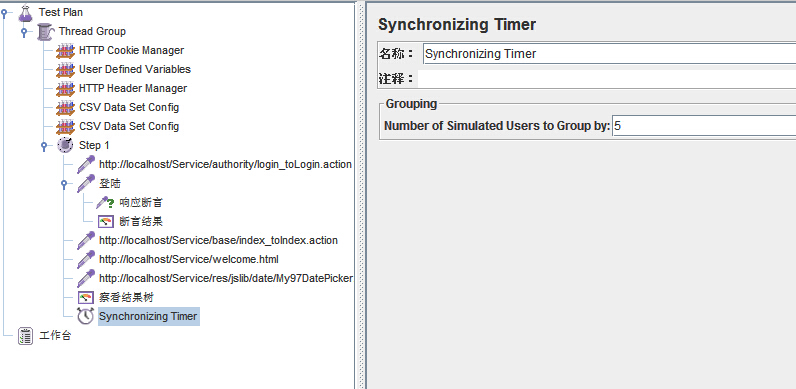 Test Plan
Thread Group
HTTP Cookie Manager
User Defined Variables
HTTP Header Manager
CSV Data Set Config
CSV Data Set Config
Step 1
http://localhost/Service/authority/login_toLogin.action
登陆
响应断言
断言结果
http://localhost/Service/base/index_toIndex.action
http://localhost/Service/welcome.html
http://localhost/Service/res/jslib/date/My97DatePicker
察看结果树
Synchronizing Timer
工作台
Synchronizing Timer
名称： Synchronizing Timer
注释：
Grouping
Number of Simulated Users to Group by: 5